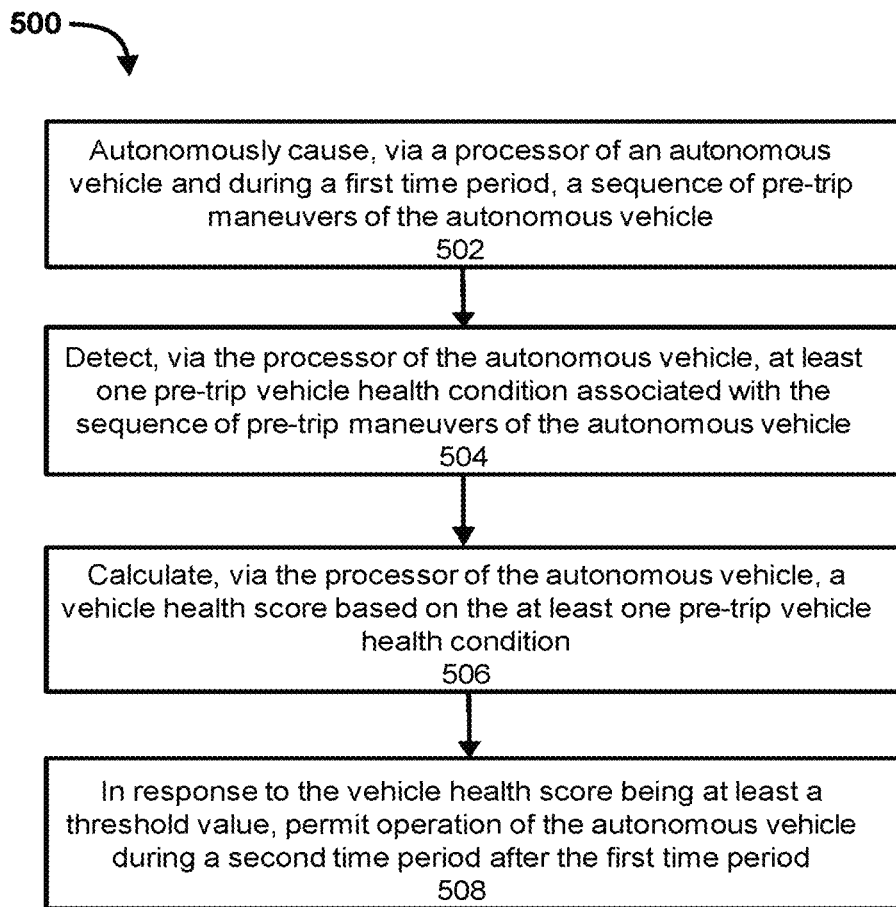 500
Autonomously cause, via a processor of an autonomous
vehicle and during a first time period, a sequence of pre-trip
maneuvers of the autonomous vehicle
502
Detect, via the processor of the autonomous vehicle, at least
one pre-trip vehicle health condition associated with the
sequence of pre-trip maneuvers of the autonomous vehicle
504
Calculate, via the processor of the autonomous vehicle, a
vehicle health score based on the at least one pre-trip vehicle
health condition
506
In response to the vehicle health score being at least a
threshold value, permit operation of the autonomous vehicle
during a second time period after the first time period
508